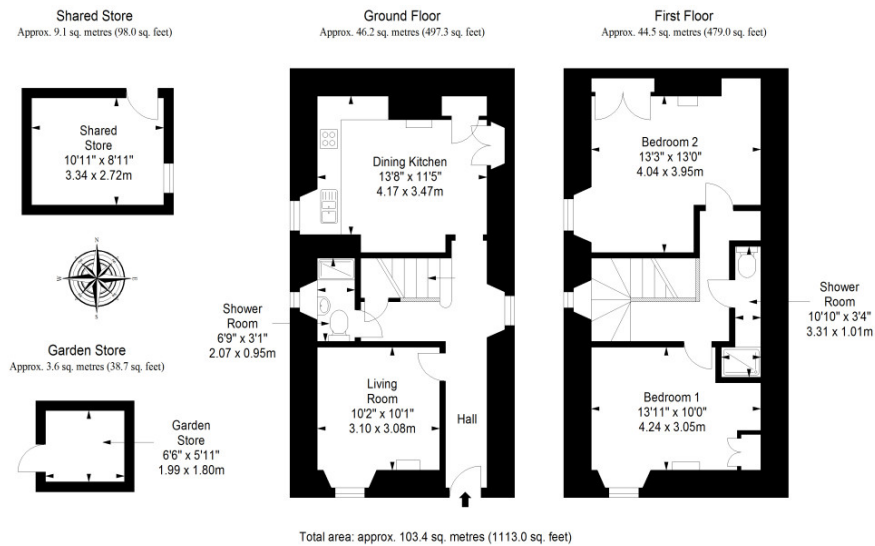 Shared Store
Approx. 9.1 sq. metres (98.0 sq. feet)
Shared
Store
10'11" x 8'11"
3.34 x 2.72m
N
E
S
W
Garden Store
Approx. 3.6 sq. metres (38.7 sq. feet)
Garden
Store
6'6" x 5'11"
1.99 x 1.80m
Ground Floor
Approx. 46.2 sq. metres (497.3 sq. feet)
Dining Kitchen
13'8" x 11'5"
4.17 x 3.47m
Shower
Room
6'9" x 3'1"
2.07 x 0.95m
Living
Room
10'2" x 10'1"
3.10 x 3.08m
Hall
First Floor
Approx. 44.5 sq. metres (479.0 sq. feet)
Bedroom 2
13'3" x 13'0"
4.04 x 3.95m
Shower
Room
10'10" x 3'4"
3.31 x 1.01m
Bedroom 1
13'11" x 10'0"
4.24 x 3.05m
Total area: approx. 103.4 sq. metres (1113.0 sq. feet)